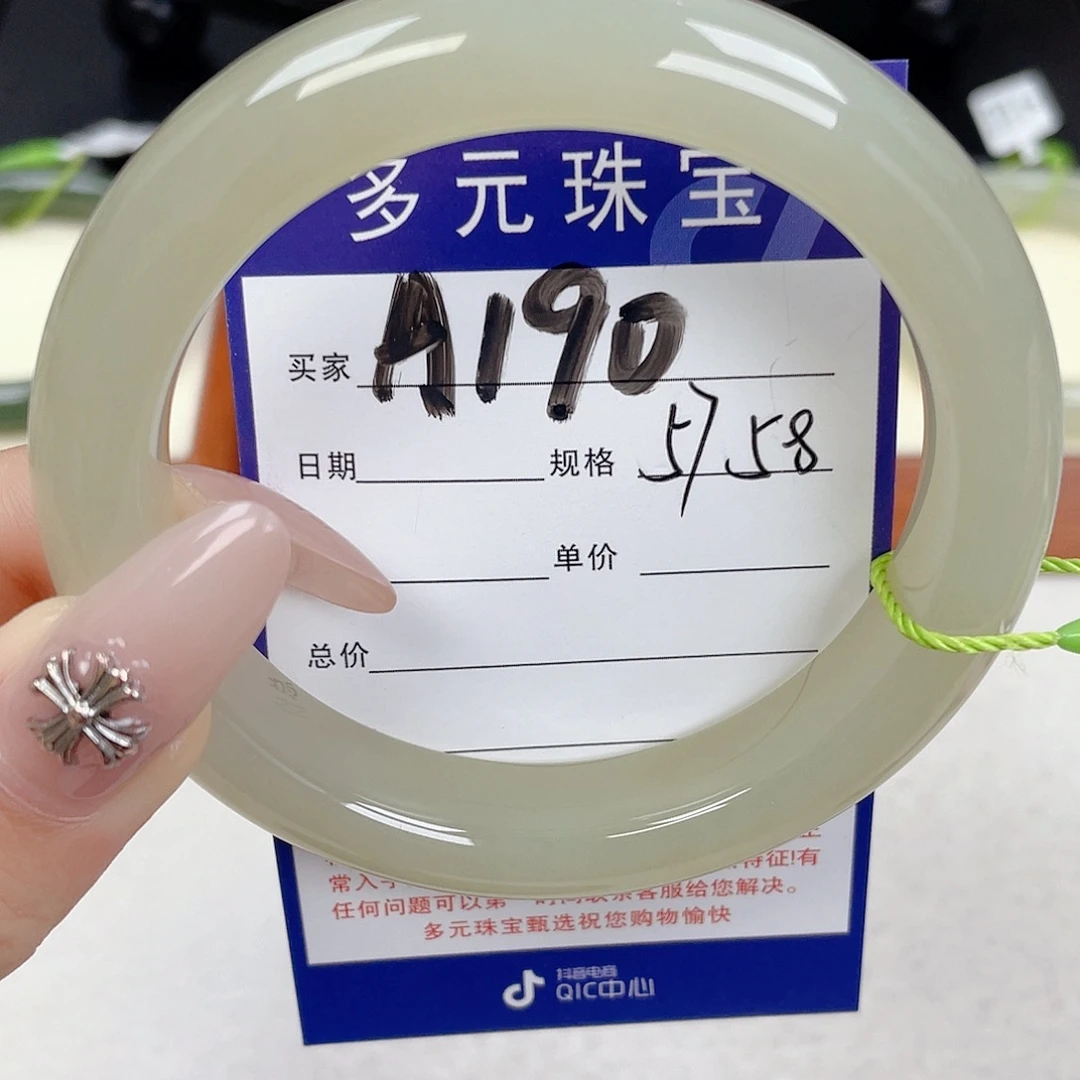 多元珠宝
买家 A190
日期 规格 57 58
单价
总价
特征!有
常入手
任何问题可以第一时间联系客服给您解决。
多元珠宝甄选祝您购物愉快
抖音电商
QIC中心